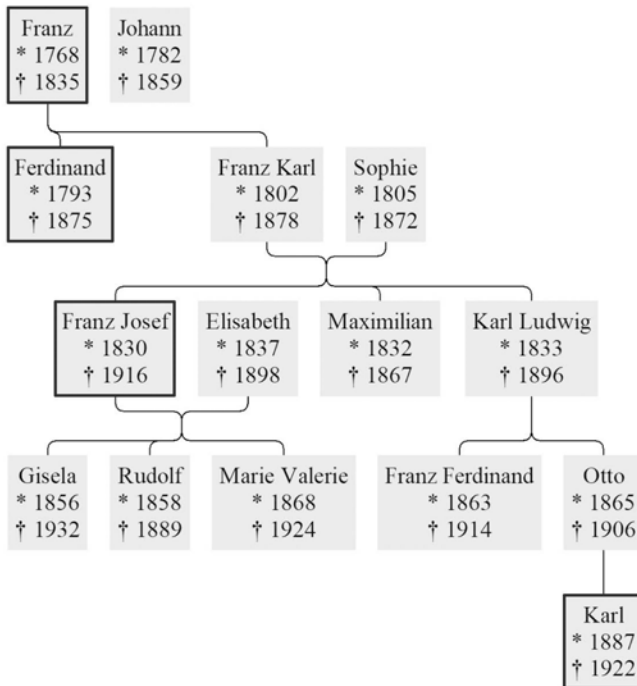 Franz
* 1768
† 1835
Johann
* 1782
† 1859
Ferdinand
* 1793
† 1875
Franz Karl
* 1802
† 1878
Sophie
* 1805
† 1872
Franz Josef
* 1830
† 1916
Elisabeth
* 1837
† 1898
Maximilian
* 1832
† 1867
Karl Ludwig
* 1833
† 1896
Gisela
* 1856
† 1932
Rudolf
* 1858
† 1889
Marie Valerie
* 1868
† 1924
Franz Ferdinand
* 1863
† 1914
Otto
* 1865
† 1906
Karl
* 1887
† 1922